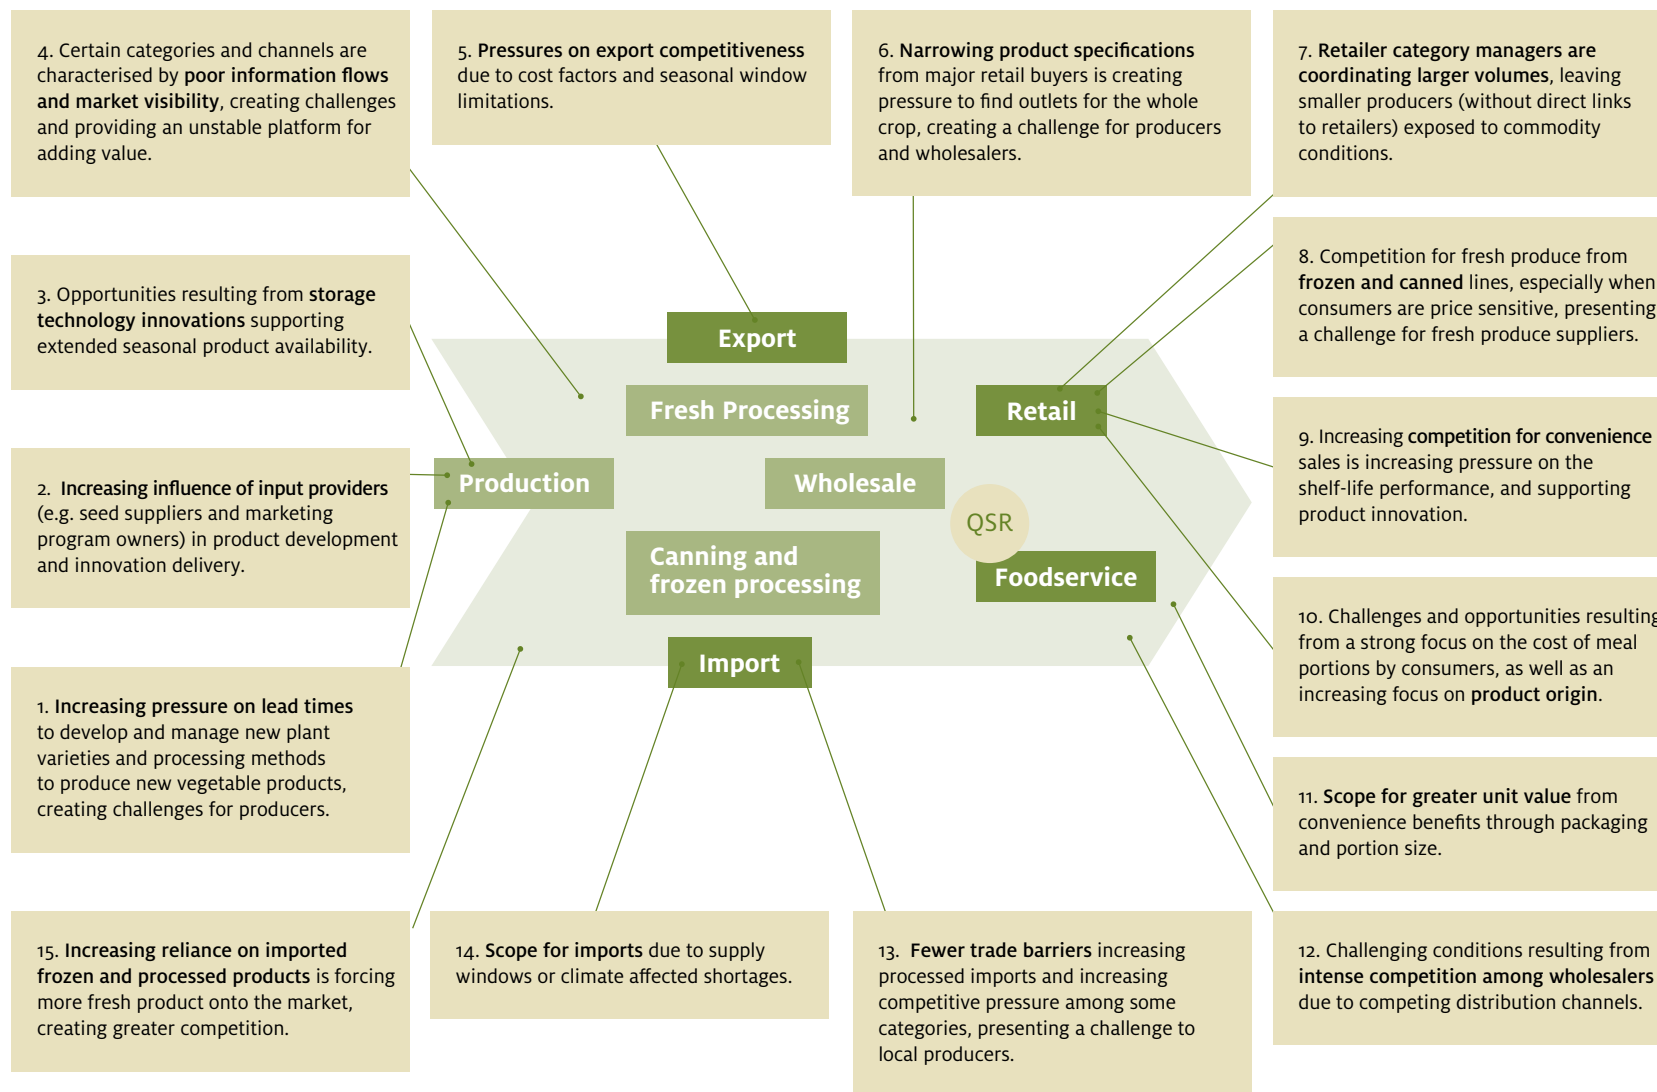 4. Certain categories and channels are
characterised by poor information flows
and market visibility, creating challenges
and providing an unstable platform for
adding value.
5. Pressures on export competitiveness
due to cost factors and seasonal window
limitations.
6. Narrowing product specifications
from major retail buyers is creating
pressure to find outlets for the whole
crop, creating a challenge for producers
and wholesalers.
7. Retailer category managers are
coordinating larger volumes, leaving
smaller producers (without direct links
to retailers) exposed to commodity
conditions.
3. Opportunities resulting from storage
technology innovations supporting
extended seasonal product availability.
8. Competition for fresh produce from
frozen and canned lines, especially when
consumers are price sensitive, presenting
a challenge for fresh produce suppliers.
Export
Fresh Processing
Retail
Production
Wholesale
QSR
Canning and
frozen processing
Foodservice
Import
2. Increasing influence of input providers
(e.g. seed suppliers and marketing
program owners) in product development
and innovation delivery.
9. Increasing competition for convenience
sales is increasing pressure on the
shelf-life performance, and supporting
product innovation.
10. Challenges and opportunities resulting
from a strong focus on the cost of meal
portions by consumers, as well as an
increasing focus on product origin.
1. Increasing pressure on lead times
to develop and manage new plant
varieties and processing methods
to produce new vegetable products,
creating challenges for producers.
11. Scope for greater unit value from
convenience benefits through packaging
and portion size.
15. Increasing reliance on imported
frozen and processed products is forcing
more fresh product onto the market,
creating greater competition.
14. Scope for imports due to supply
windows or climate affected shortages.
13. Fewer trade barriers increasing
processed imports and increasing
competitive pressure among some
categories, presenting a challenge to
local producers.
12. Challenging conditions resulting from
intense competition among wholesalers
due to competing distribution channels.